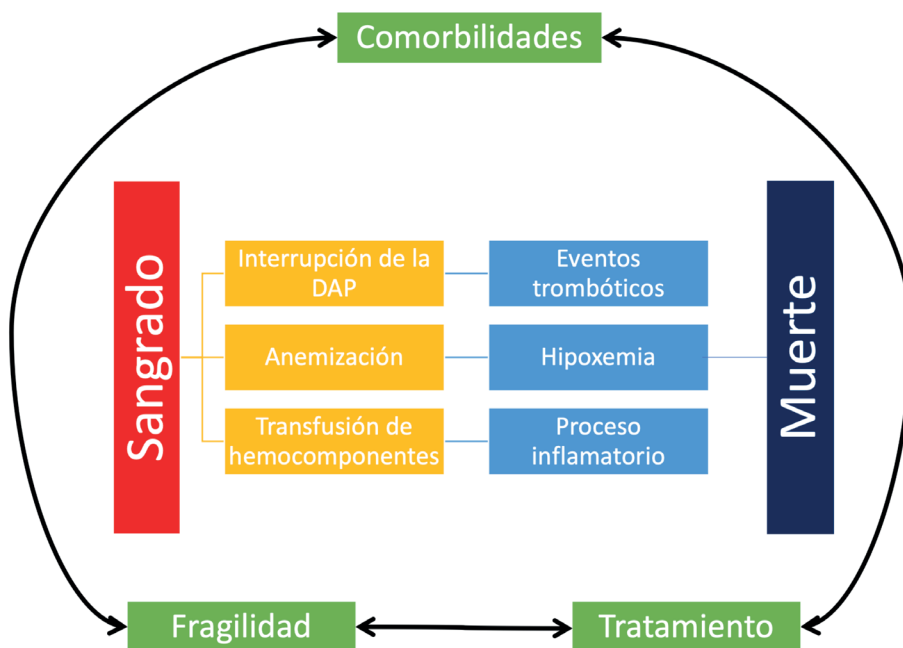 Comorbilidades
Sangrado
Interrupción de la
DAP
Eventos
trombóticos
Anemización
Hipoxemia
Transfusión de
hemocomponentes
Proceso
inflamatorio
Muerte
Fragilidad
Tratamiento